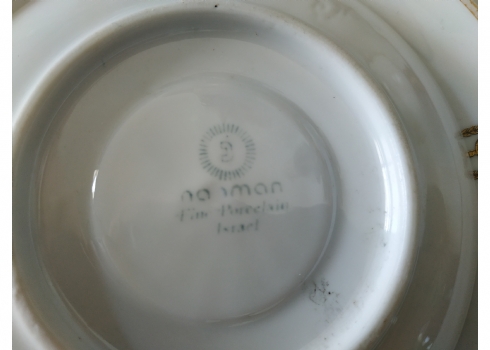 naaman
Fine Porcelain
Israel